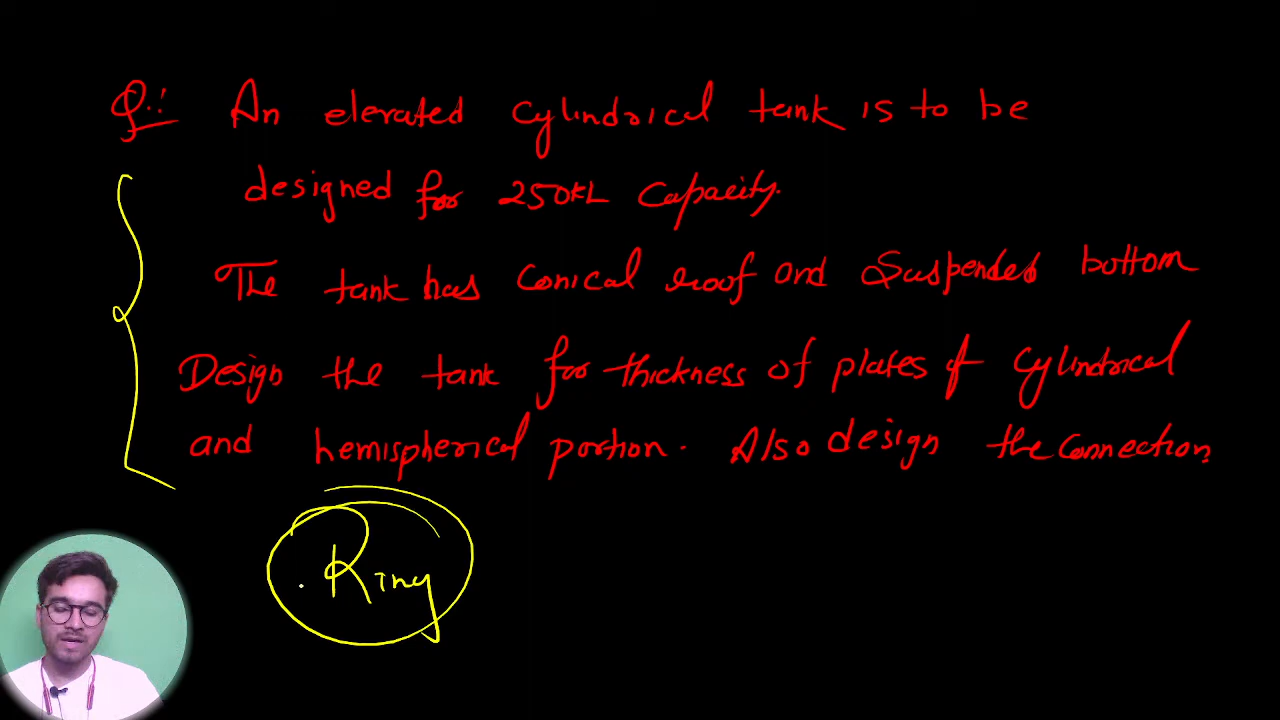 Q.: An elevated cylindrical tank is to be
designed for 250KL capacity.
The tank has conical roof and Suspended bottom
Design the tank for thickness of plates of cylindrical
and hemispherical portion. Also design the connection.
Ring